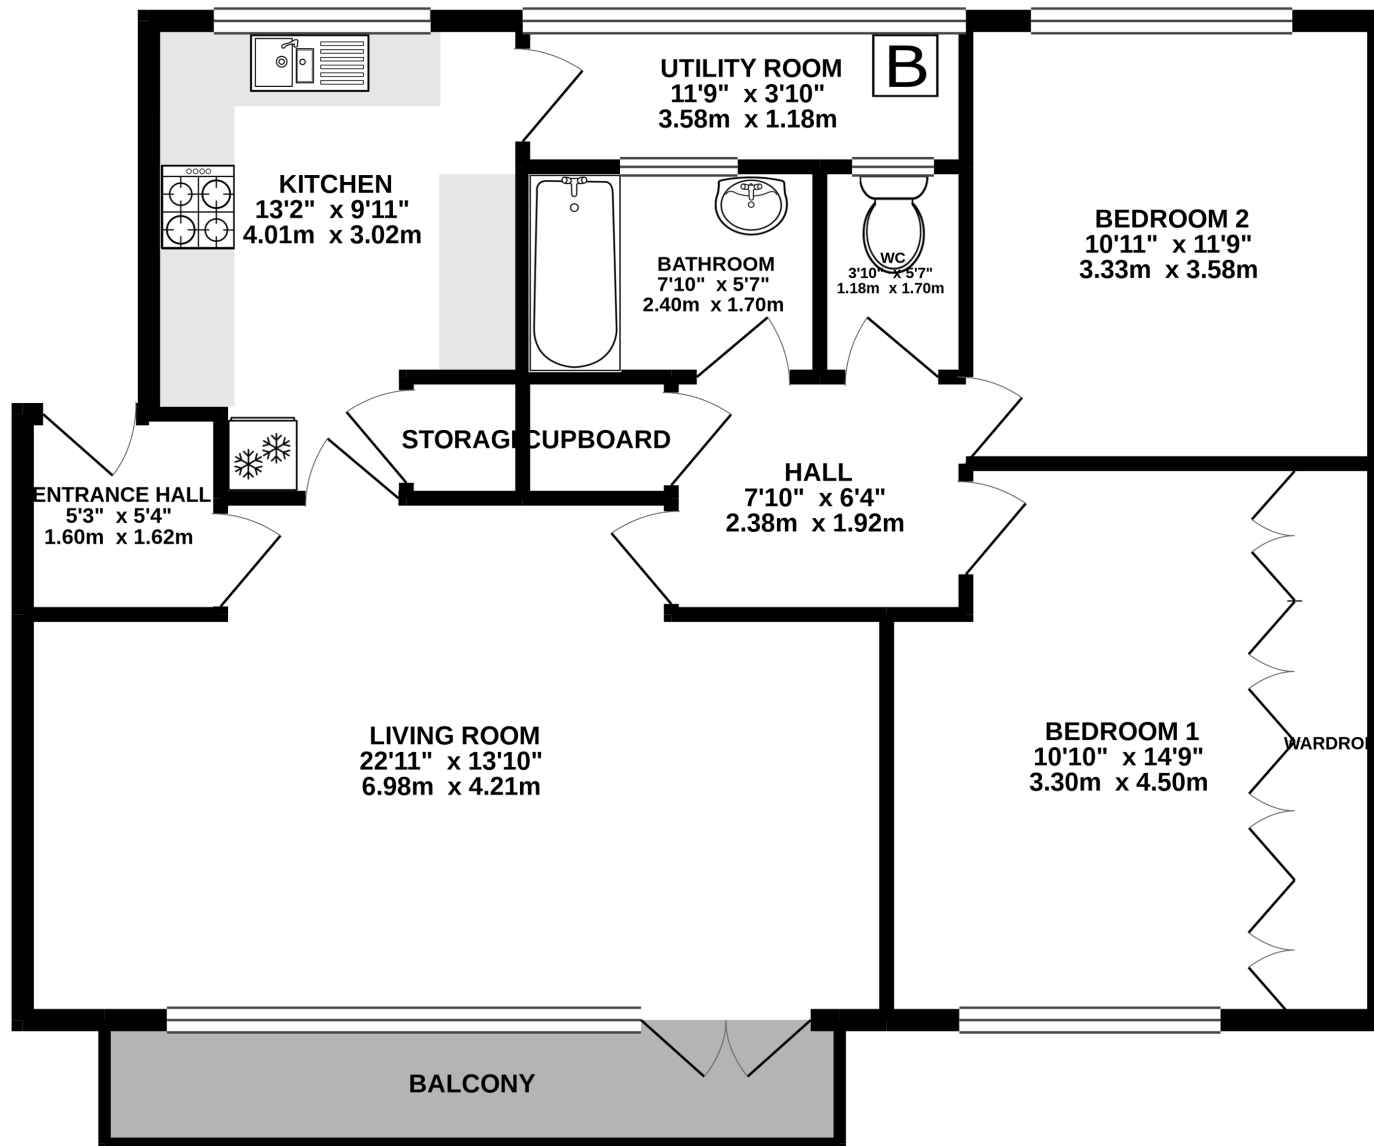 UTILITY ROOM
11'9" x 3'10"
3.58m x 1.18m
B
KITCHEN
13'2" x 9'11"
4.01m x 3.02m
BEDROOM 2
10'11" x 11'9"
3.33m x 3.58m
BATHROOM
7'10" x 5'7"
2.40m x 1.70m
WC
3'10" x 5'7"
1.18m x 1.70m
STORAGE
CUPBOARD
HALL
7'10" x 6'4"
2.38m x 1.92m
ENTRANCE HALL
5'3" x 5'4"
1.60m x 1.62m
LIVING ROOM
22'11" x 13'10"
6.98m x 4.21m
BEDROOM 1
10'10" x 14'9"
3.30m x 4.50m
WARDRO
BALCONY